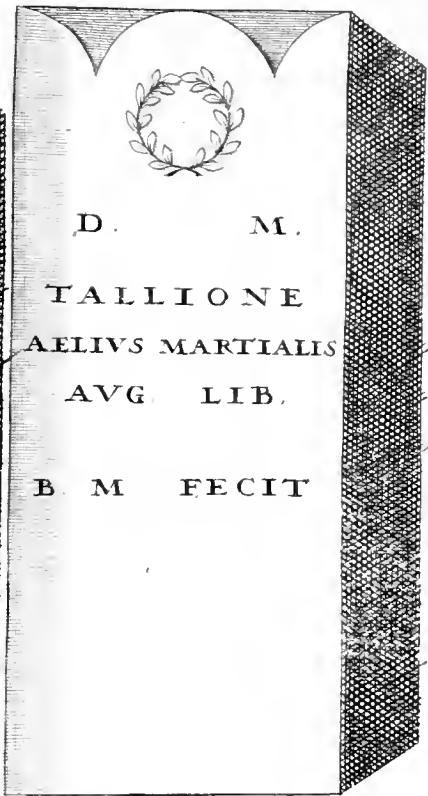 D. M.
TALLIONE
AELIVS MARTIALIS
AVG. LIB.
B. M FECIT